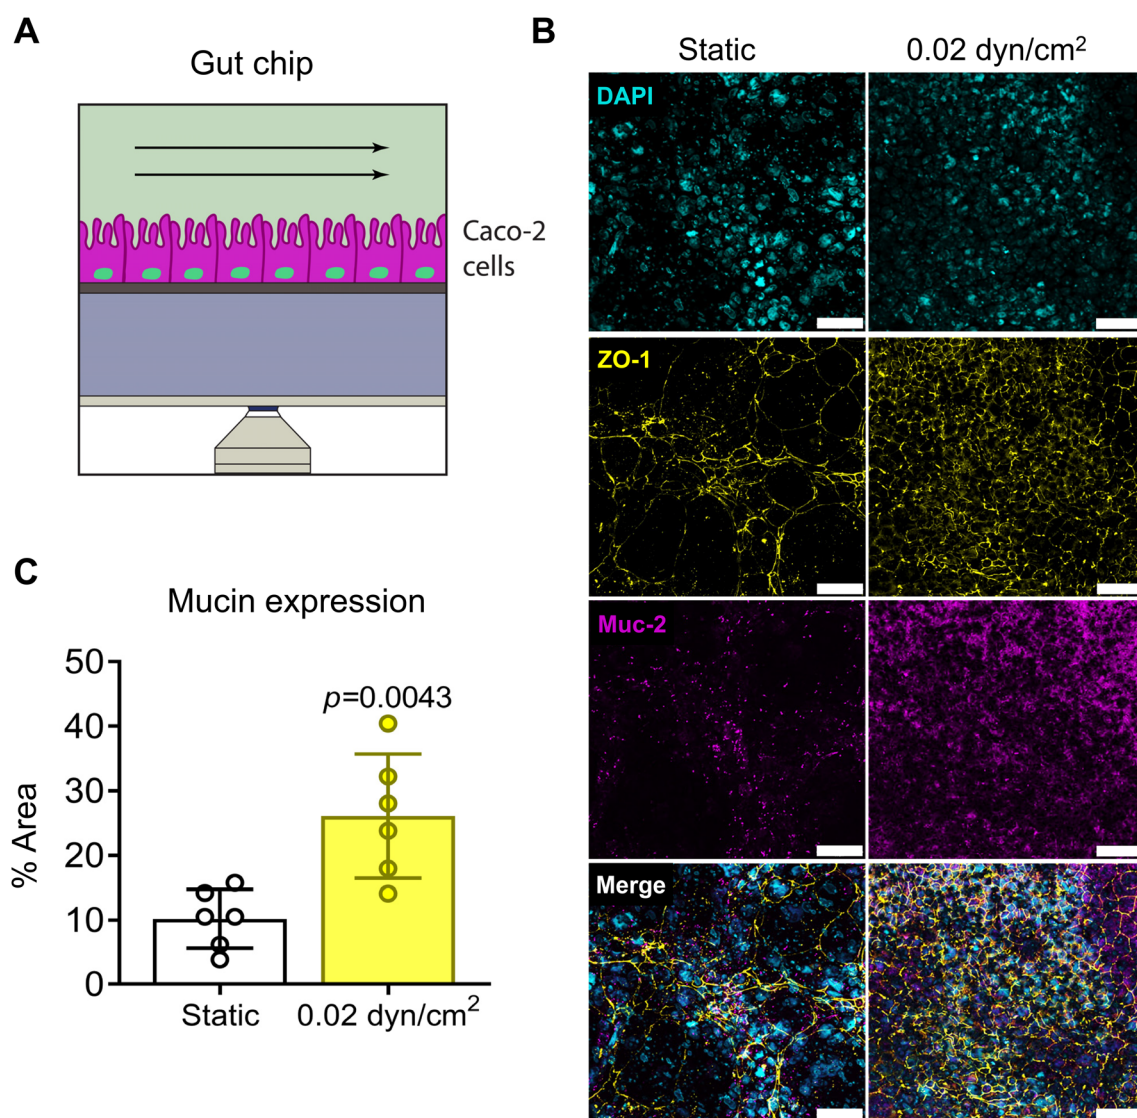 A
Gut chip
Caco-2
cells
B
Static
0.02 dyn/cm²
DAPI
ZO-1
Muc-2
Merge
C
Mucin expression
p=0.0043
% Area
50
40
30
20
10
0
Static
0.02 dyn/cm²